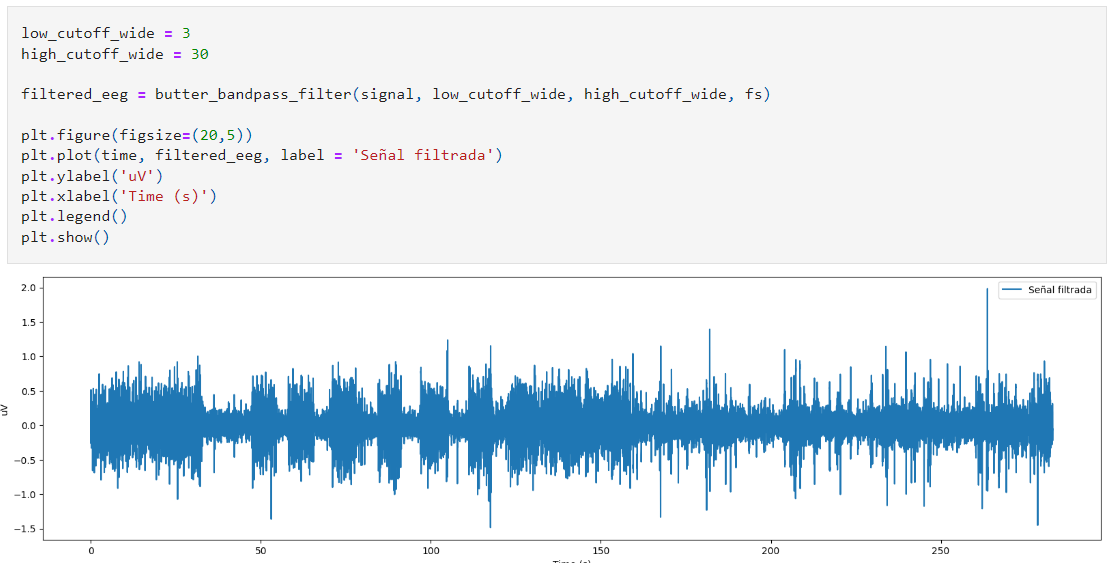 low_cutoff_wide = 3
high_cutoff_wide = 30
filtered_eeg = butter_bandpass_filter(signal, low_cutoff_wide, high_cutoff_wide, fs)
plt.figure(figsize=(20,5))
plt.plot(time, filtered_eeg, label = 'Señal filtrada')
plt.ylabel('uV')
plt.xlabel('Time (s)')
plt.legend()
plt.show()
Señal filtrada
2.0
1.5
1.0
0.5
0.0
−0.5
−1.0
−1.5
uV
0 50 100 150 200 250
Time (s)